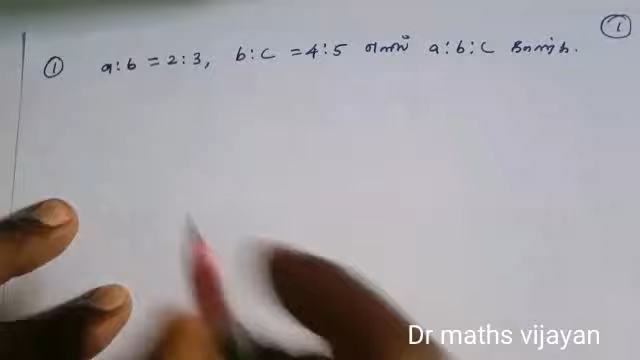 ①
① a:b = 2:3, b:c = 4:5 எனில் a:b:c காண்க.
Dr maths vijayan